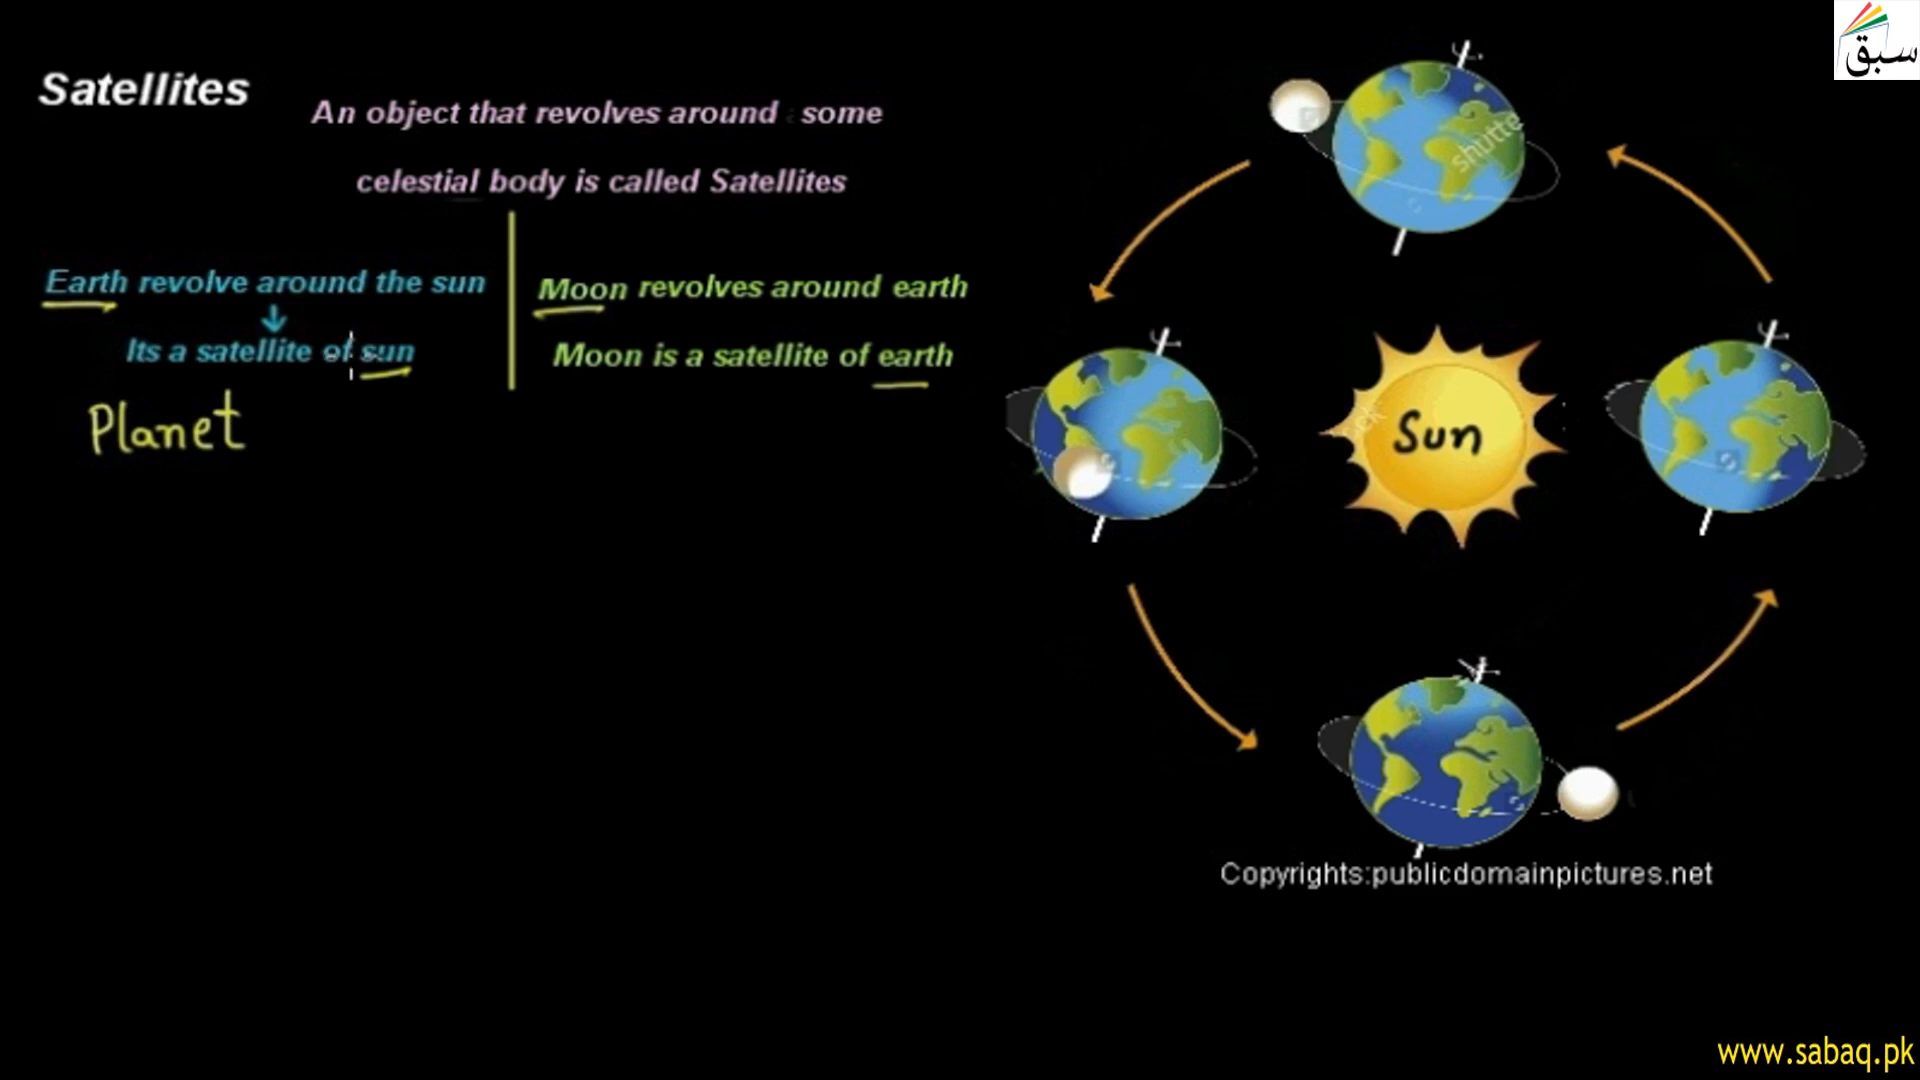 سبق
Satellites
An object that revolves around some
celestial body is called Satellites
Earth revolve around the sun
Its a satellite of sun
Planet
Moon revolves around earth
Moon is a satellite of earth
shutte
Sun
Copyrights:publicdomainpictures.net
www.sabaq.pk